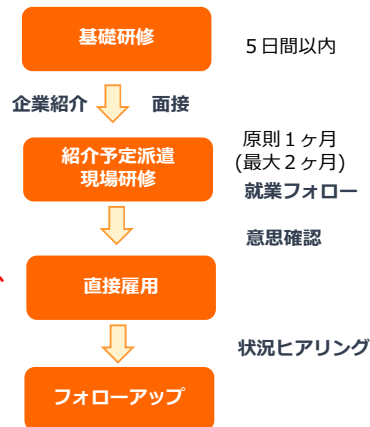 基礎研修
５日間以内
企業紹介
面接
紹介予定派遣
現場研修
原則１ヶ月
(最大２ヶ月)
就業フォロー
意思確認
直接雇用
状況ヒアリング
フォローアップ